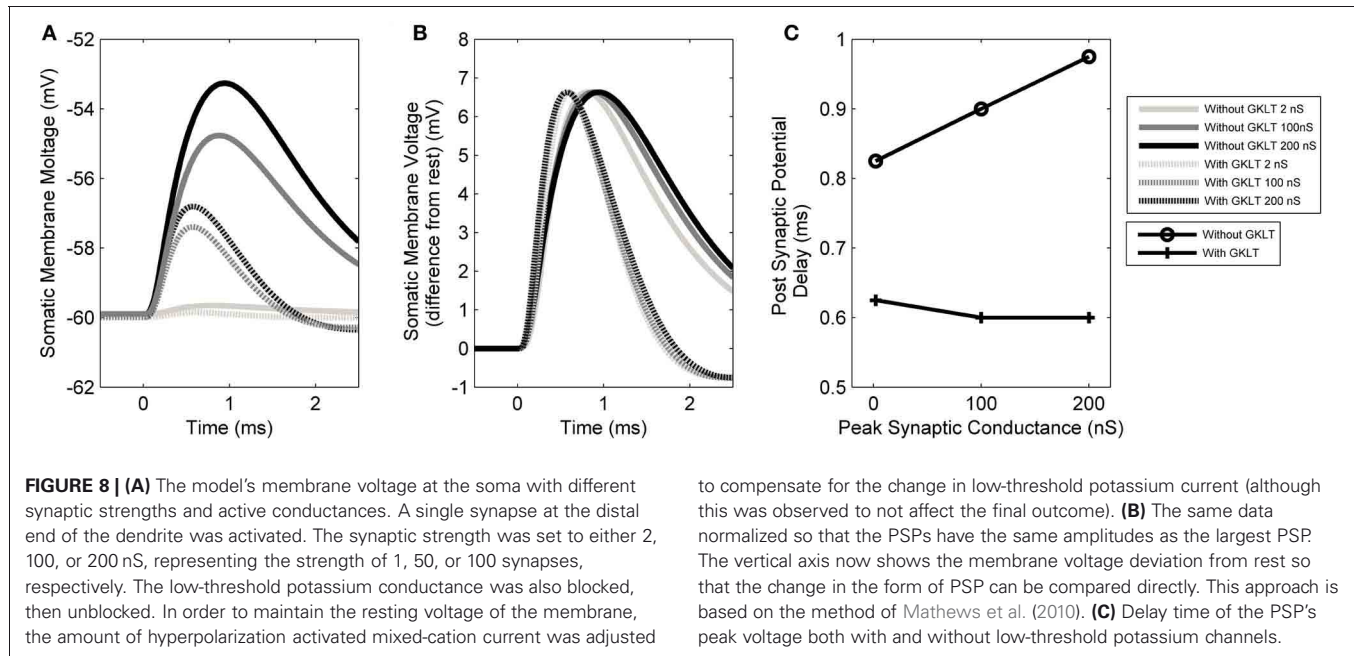 A
-52
-54
-56
-58
-60
-62
Somatic Membrane Moltage (mV)
0
1
2
Time (ms)
B
8
7
6
5
4
3
2
1
0
-1
Somatic Membrane Voltage
(difference from rest) (mV)
0
1
2
Time (ms)
C
1
0.9
0.8
0.7
0.6
0.5
Post Synaptic Potential
Delay (ms)
0
100
200
Peak Synaptic Conductance (nS)
Without GKLT 2 nS
Without GKLT 100nS
Without GKLT 200 nS
With GKLT 2 nS
With GKLT 100 nS
With GKLT 200 nS
Without GKLT
With GKLT
FIGURE 8 | (A) The model's membrane voltage at the soma with different
synaptic strengths and active conductances. A single synapse at the distal
end of the dendrite was activated. The synaptic strength was set to either 2,
100, or 200 nS, representing the strength of 1, 50, or 100 synapses,
respectively. The low-threshold potassium conductance was also blocked,
then unblocked. In order to maintain the resting voltage of the membrane,
the amount of hyperpolarization activated mixed-cation current was adjusted
to compensate for the change in low-threshold potassium current (although
this was observed to not affect the final outcome). (B) The same data
normalized so that the PSPs have the same amplitudes as the largest PSP.
The vertical axis now shows the membrane voltage deviation from rest so
that the change in the form of PSP can be compared directly. This approach is
based on the method of Mathews et al. (2010). (C) Delay time of the PSP's
peak voltage both with and without low-threshold potassium channels.